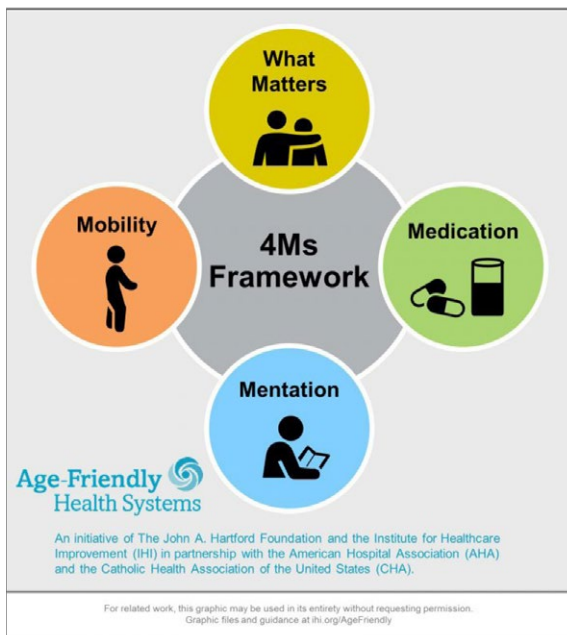 What
Matters
Mobility
4Ms
Framework
Medication
Mentation
Age-Friendly
Health Systems
An initiative of The John A. Hartford Foundation and the Institute for Healthcare
Improvement (IHI) in partnership with the American Hospital Association (AHA)
and the Catholic Health Association of the United States (CHA).
For related work, this graphic may be used in its entirety without requesting permission.
Graphic files and guidance at ihi.org/AgeFriendly